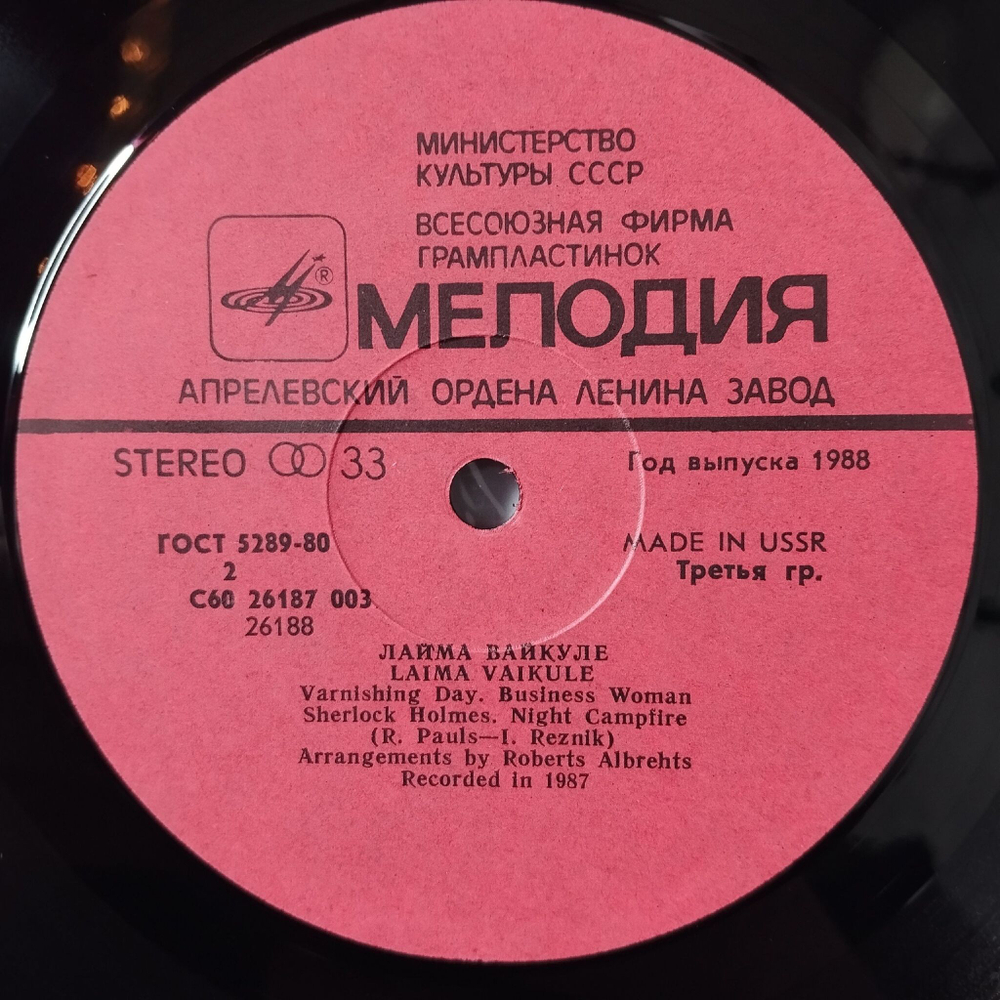 МИНИСТЕРСТВО
КУЛЬТУРЫ СССР
ВСЕСОЮЗНАЯ ФИРМА
ГРАМПЛАСТИНОК
®
МЕЛОДИЯ
АПРЕЛЕВСКИЙ ОРДЕНА ЛЕНИНА ЗАВОД
STEREO 33
Год выпуска 1988
ГОСТ 5289-80
MADE IN USSR
2
Третья гр.
С60 26187 003
26188
ЛАЙМА ВАЙКУЛЕ
LAIMA VAIKULE
Varnishing Day. Business Woman
Sherlock Holmes. Night Campfire
(R. Pauls—I. Reznik)
Arrangements by Roberts Albrehts
Recorded in 1987